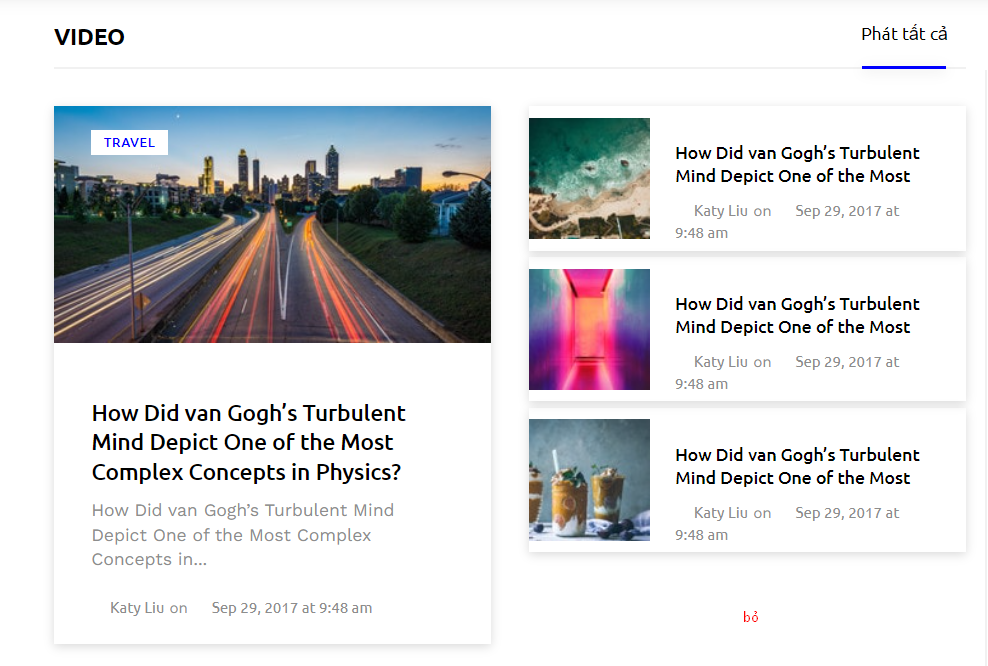 VIDEO
Phát tất cả
TRAVEL
How Did van Gogh’s Turbulent
Mind Depict One of the Most
Complex Concepts in Physics?
How Did van Gogh’s Turbulent Mind
Depict One of the Most Complex
Concepts in...
Katy Liu on Sep 29, 2017 at 9:48 am
How Did van Gogh’s Turbulent
Mind Depict One of the Most
Katy Liu on Sep 29, 2017 at
9:48 am
How Did van Gogh’s Turbulent
Mind Depict One of the Most
Katy Liu on Sep 29, 2017 at
9:48 am
How Did van Gogh’s Turbulent
Mind Depict One of the Most
Katy Liu on Sep 29, 2017 at
9:48 am
bỏ